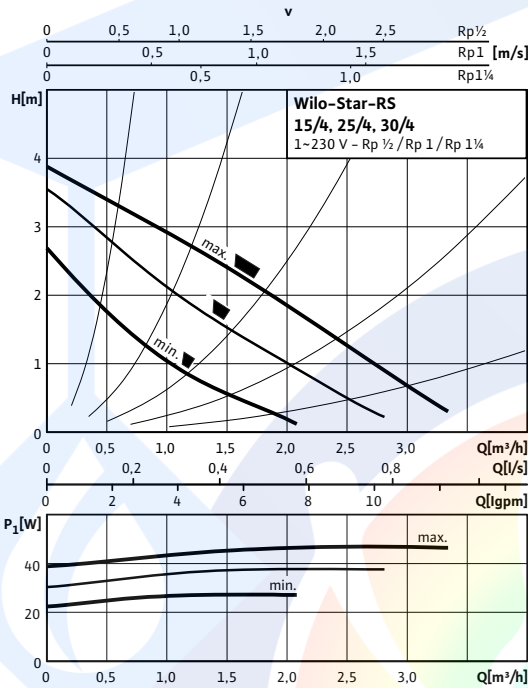 v
0 0,5 1,0 2,0 2,5 Rp½
0 0,5 1,0 1,5 Rp1 [m/s]
0 0,5 1,0 Rp1¼
H[m]
Wilo-Star-RS
15/4, 25/4, 30/4
1~230 V - Rp ½ / Rp 1 / Rp 1¼
4
3
max.
2
min.
1
0
0 0,5 1,0 1,5 2,0 2,5 3,0 Q[m³/h]
0 0,2 0,4 0,6 0,8 Q[l/s]
0 2 4 6 8 10 Q[Igpm]
P₁[W]
max.
40
min.
20
0
0 0,5 1,0 1,5 2,0 2,5 3,0 Q[m³/h]